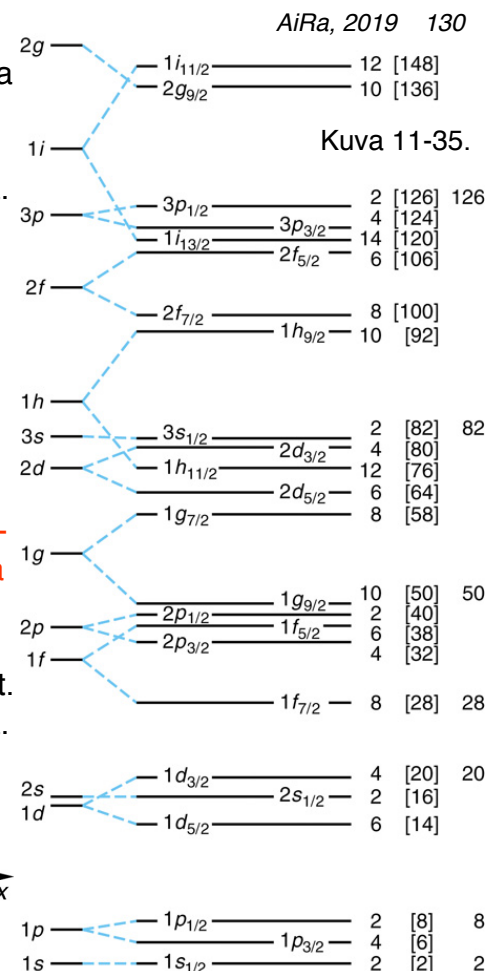 AiRa, 2019 130
2g
a
1i11/2 12 [148]
2g9/2 10 [136]
Kuva 11-35.
1i
.
3p 3p1/2 2 [126] 126
3p3/2 4 [124]
1i13/2 14 [120]
2f5/2 6 [106]
2f
2f7/2 8 [100]
1h9/2 10 [92]
1h
3s 3s1/2 2 [82] 82
2d3/2 4 [80]
2d 1h11/2 12 [76]
2d5/2 6 [64]
1g7/2 8 [58]
1g
1g9/2 10 [50] 50
2p1/2 2 [40]
2p 1f5/2 6 [38]
2p3/2 4 [32]
1f
t.
1f7/2 8 [28] 28
.
1d3/2 4 [20] 20
2s 2s1/2 2 [16]
1d
1d5/2 6 [14]
x
1p 1p1/2 2 [8] 8
1p3/2 4 [6]
1s 1s1/2 2 [2] 2